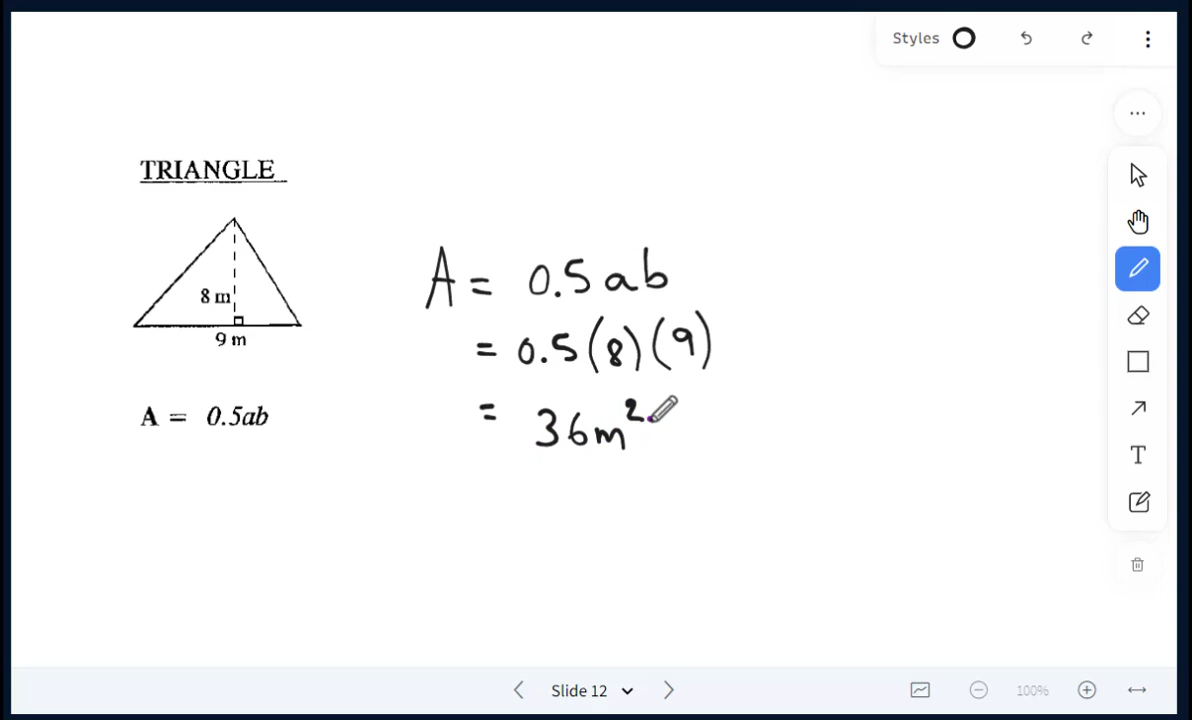 Styles
TRIANGLE
8 m
9 m
A = 0.5ab
A = 0.5ab
= 0.5(8)(9)
= 36m²
T
Slide 12
100%